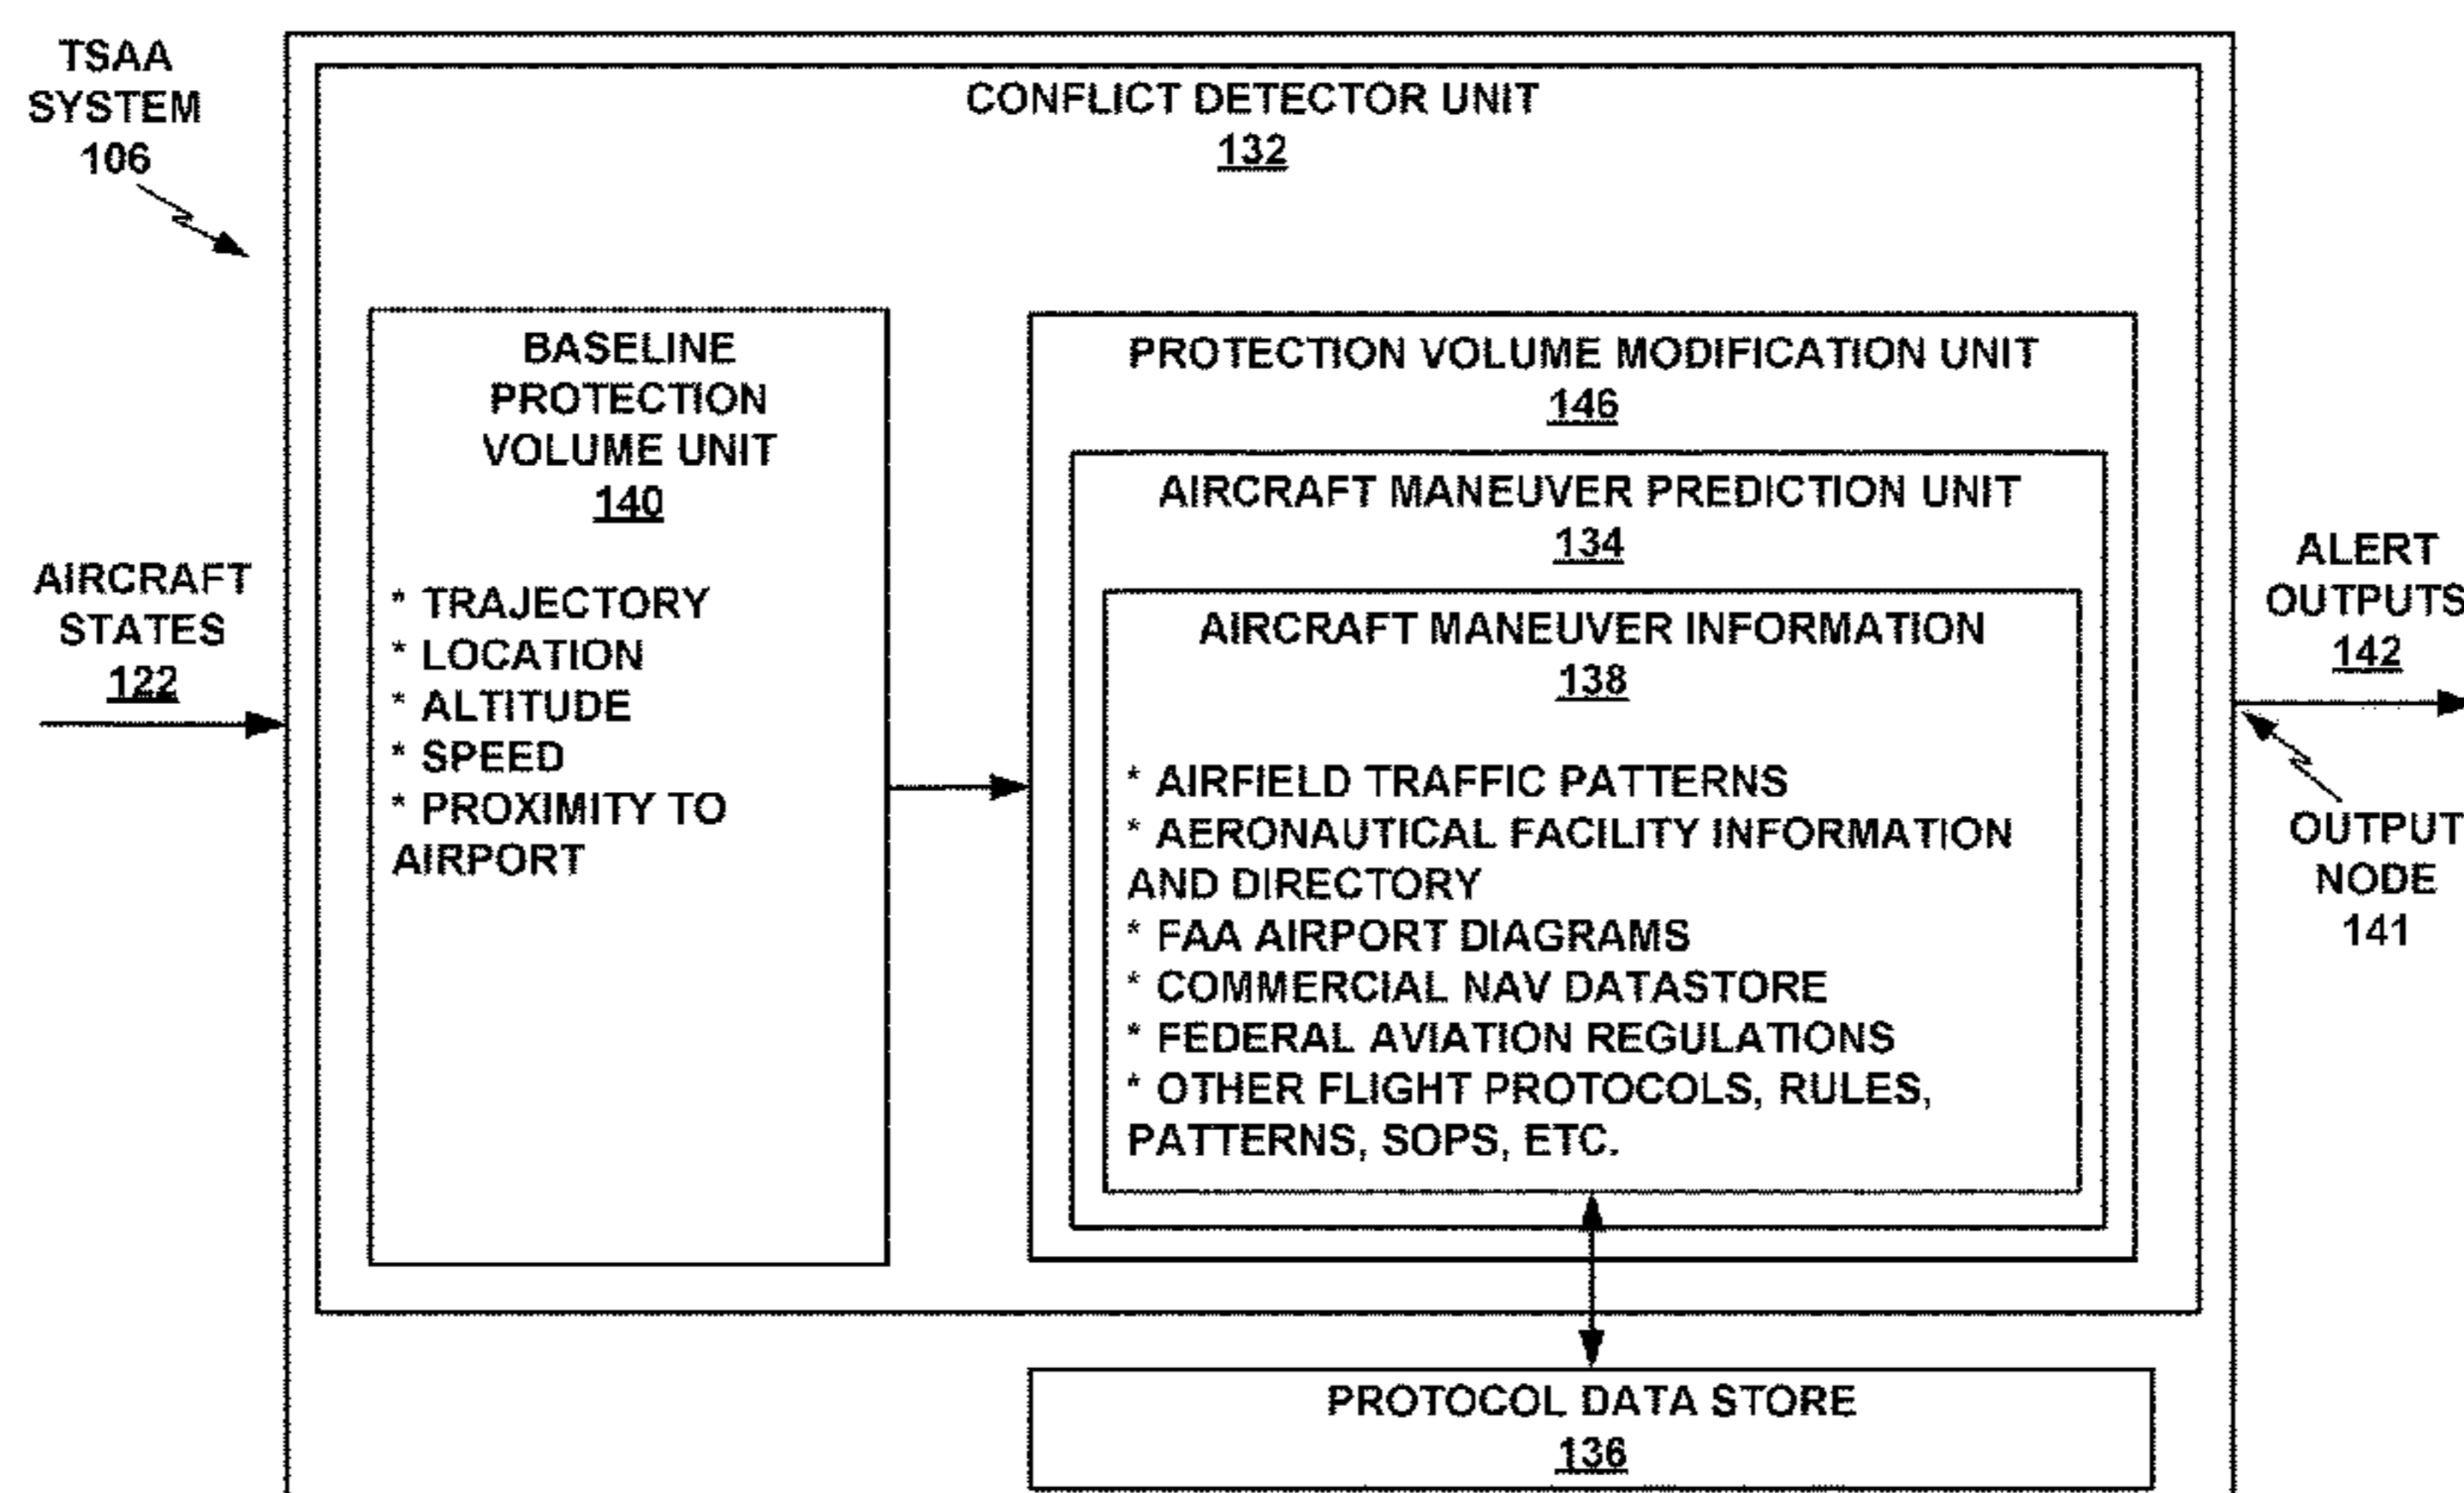 TSAA
SYSTEM
106
CONFLICT DETECTOR UNIT
132
BASELINE
PROTECTION
VOLUME UNIT
140
* TRAJECTORY
* LOCATION
* ALTITUDE
* SPEED
* PROXIMITY TO
AIRPORT
AIRCRAFT
STATES
122
PROTECTION VOLUME MODIFICATION UNIT
146
AIRCRAFT MANEUVER PREDICTION UNIT
134
AIRCRAFT MANEUVER INFORMATION
138
* AIRFIELD TRAFFIC PATTERNS
* AERONAUTICAL FACILITY INFORMATION
AND DIRECTORY
* FAA AIRPORT DIAGRAMS
* COMMERCIAL NAV DATASTORE
* FEDERAL AVIATION REGULATIONS
* OTHER FLIGHT PROTOCOLS, RULES,
PATTERNS, SOPS, ETC.
ALERT
OUTPUTS
142
OUTPUT
NODE
141
PROTOCOL DATA STORE
136